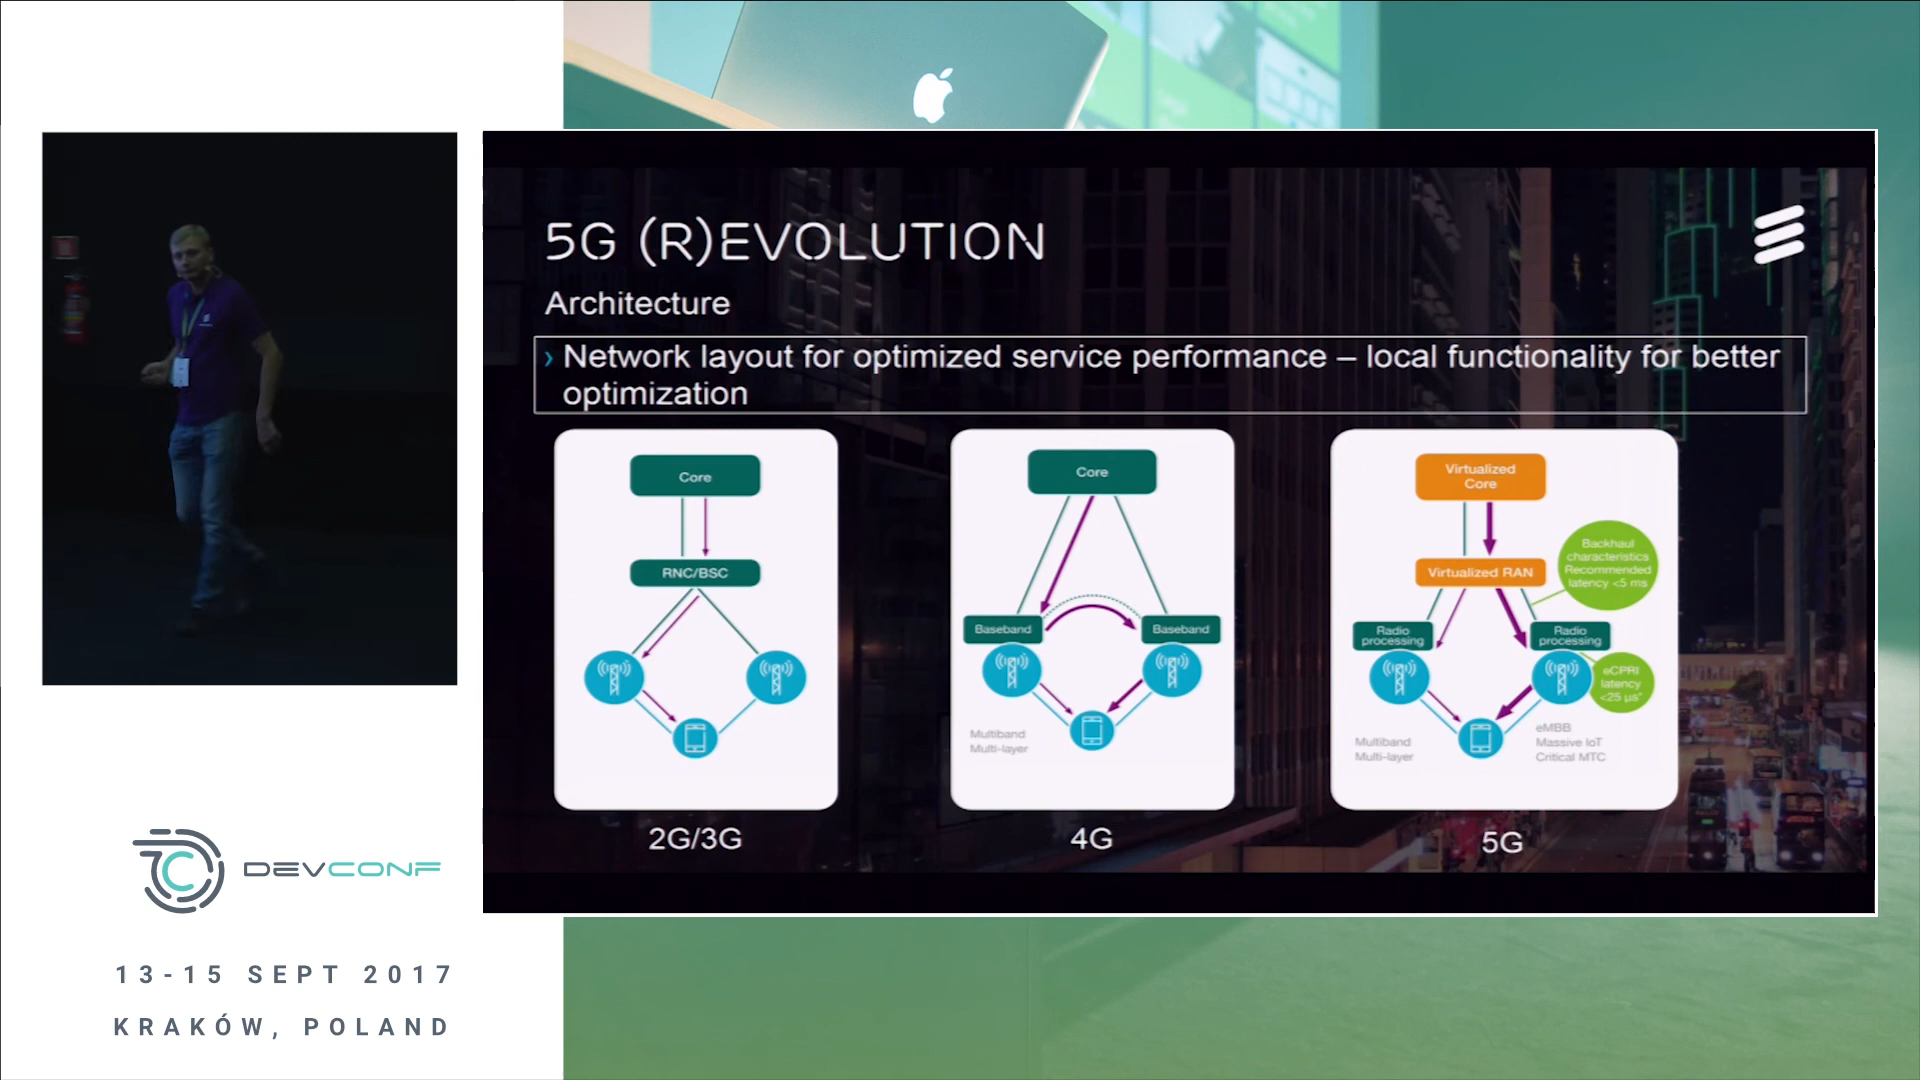 5G (R)EVOLUTION
Architecture
› Network layout for optimized service performance – local functionality for better
optimization
Core
RNC/BSC
2G/3G
Core
Baseband
Baseband
Multiband
Multi-layer
4G
Virtualized
Core
Backhaul
characteristics
Recommended
latency <5 ms
Virtualized RAN
Radio
processing
Radio
processing
eCPRI
latency
<25 µs*
Multiband
Multi-layer
eMBB
Massive IoT
Critical MTC
5G
DEVCONF
13-15 SEPT 2017
KRAKÓW, POLAND